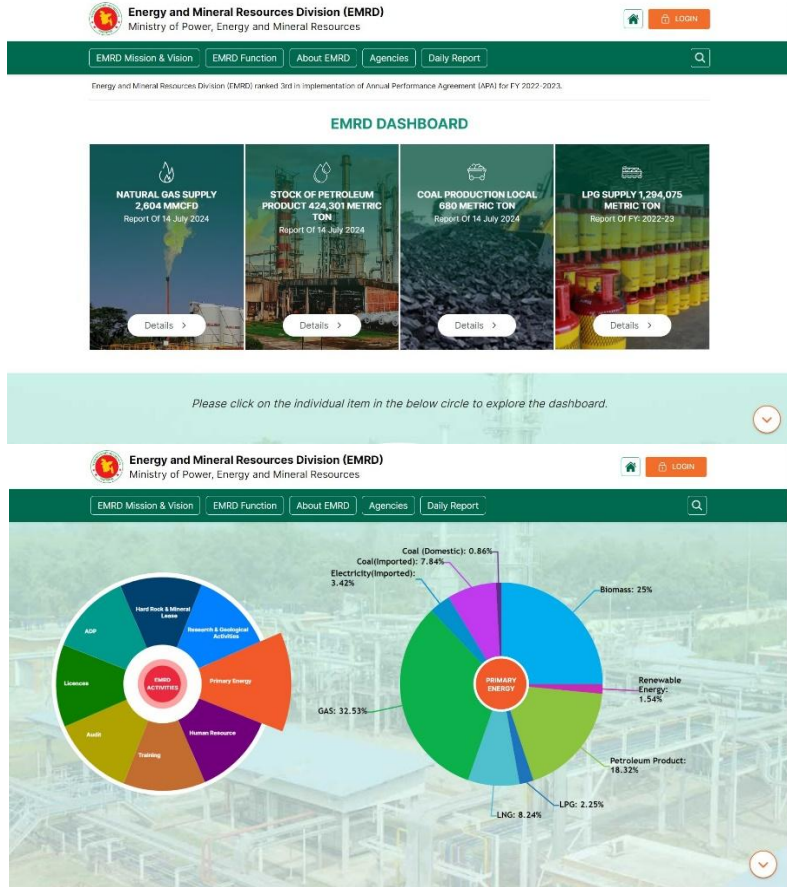 Energy and Mineral Resources Division (EMRD)
Ministry of Power, Energy and Mineral Resources
LOGIN
EMRD Mission & Vision
EMRD Function
About EMRD
Agencies
Daily Report
Energy and Mineral Resources Division (EMRD) ranked 3rd in implementation of Annual Performance Agreement (APA) for FY 2022-2023.
EMRD DASHBOARD
NATURAL GAS SUPPLY
2,604 MMCFD
Report Of 14 July 2024
Details
STOCK OF PETROLEUM
PRODUCT 424,301 METRIC
TON
Report Of 14 July 2024
Details
COAL PRODUCTION LOCAL
680 METRIC TON
Report Of 14 July 2024
Details
LPG SUPPLY 1,294,075
METRIC TON
Report Of FY: 2022-23
Details
Please click on the individual item in the below circle to explore the dashboard.
Energy and Mineral Resources Division (EMRD)
Ministry of Power, Energy and Mineral Resources
LOGIN
EMRD Mission & Vision
EMRD Function
About EMRD
Agencies
Daily Report
Hard Rock & Mineral
Lease
Research & Geological
Activities
Primary Energy
Human Resource
Training
Audit
Licences
ADP
EMRD
ACTIVITIES
Coal (Domestic): 0.86%
Coal(Imported): 7.84%
Electricity(Imported):
3.42%
Biomass: 25%
Renewable
Energy:
1.54%
Petroleum Product:
18.32%
LPG: 2.25%
LNG: 8.24%
GAS: 32.53%
PRIMARY
ENERGY